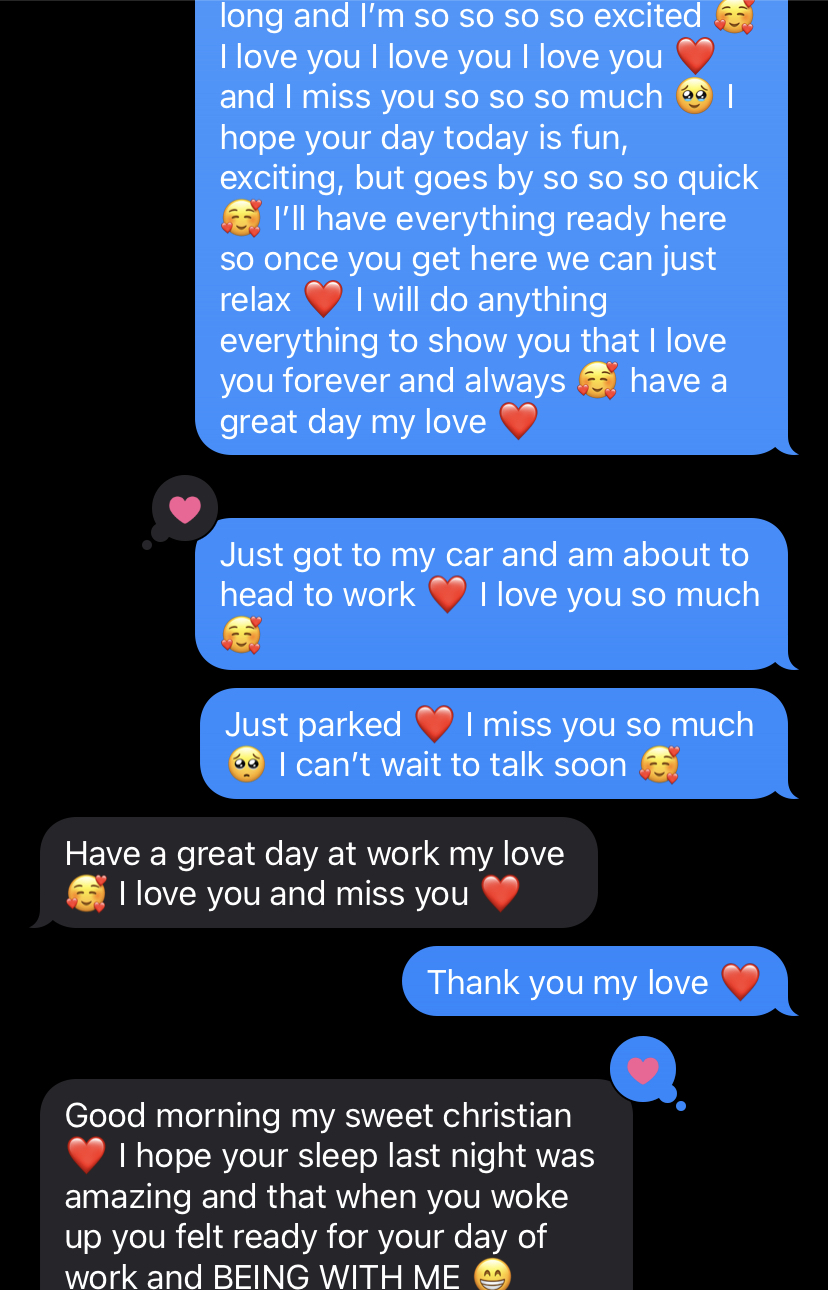 long and I’m so so so so excited 🥰
I love you I love you I love you ❤️
and I miss you so so so much 🥹 I
hope your day today is fun,
exciting, but goes by so so so quick
🥰 I’ll have everything ready here
so once you get here we can just
relax ❤️ I will do anything
everything to show you that I love
you forever and always 🥰 have a
great day my love ❤️
Just got to my car and am about to
head to work ❤️ I love you so much
🥰
Just parked ❤️ I miss you so much
🥺 I can’t wait to talk soon 🥰
Have a great day at work my love
🥰 I love you and miss you ❤️
Thank you my love ❤️
Good morning my sweet christian
❤️ I hope your sleep last night was
amazing and that when you woke
up you felt ready for your day of
work and BEING WITH ME 😁